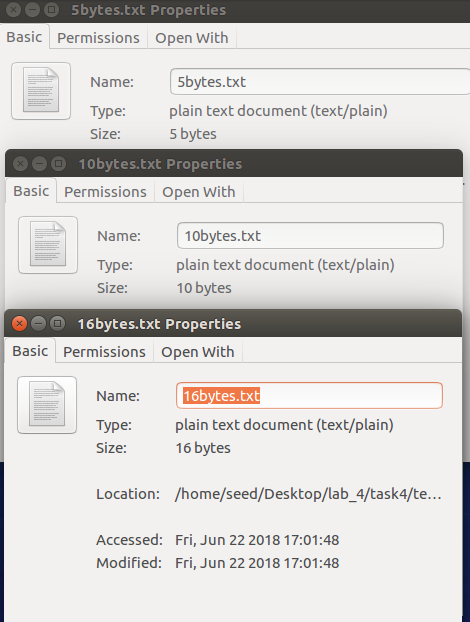 5bytes.txt Properties
Basic Permissions Open With
Name: 5bytes.txt
Type: plain text document (text/plain)
Size: 5 bytes
10bytes.txt Properties
Basic Permissions Open With
Name: 10bytes.txt
Type: plain text document (text/plain)
Size: 10 bytes
16bytes.txt Properties
Basic Permissions Open With
Name: 16bytes.txt
Type: plain text document (text/plain)
Size: 16 bytes
Location: /home/seed/Desktop/lab_4/task4/te…
Accessed: Fri, Jun 22 2018 17:01:48
Modified: Fri, Jun 22 2018 17:01:48